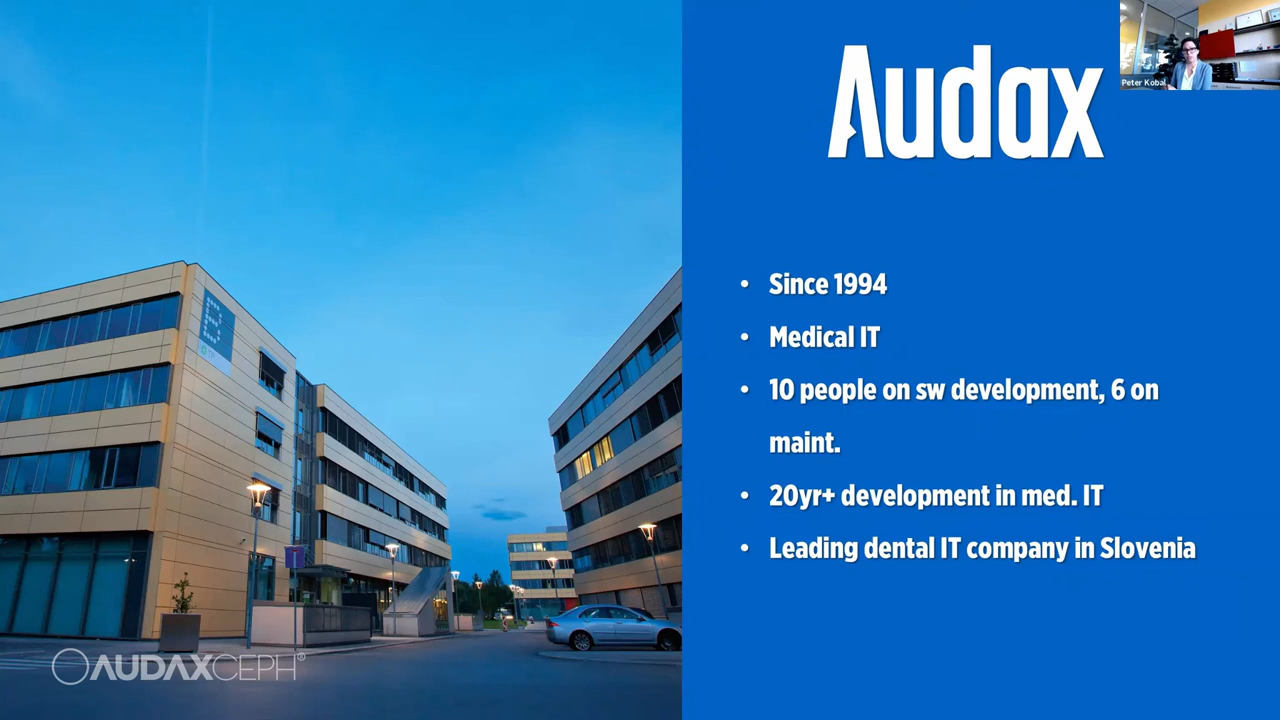 Audax
Peter Kobal
• Since 1994
• Medical IT
• 10 people on sw development, 6 on
maint.
• 20yr+ development in med. IT
• Leading dental IT company in Slovenia
AUDAXCEPH®